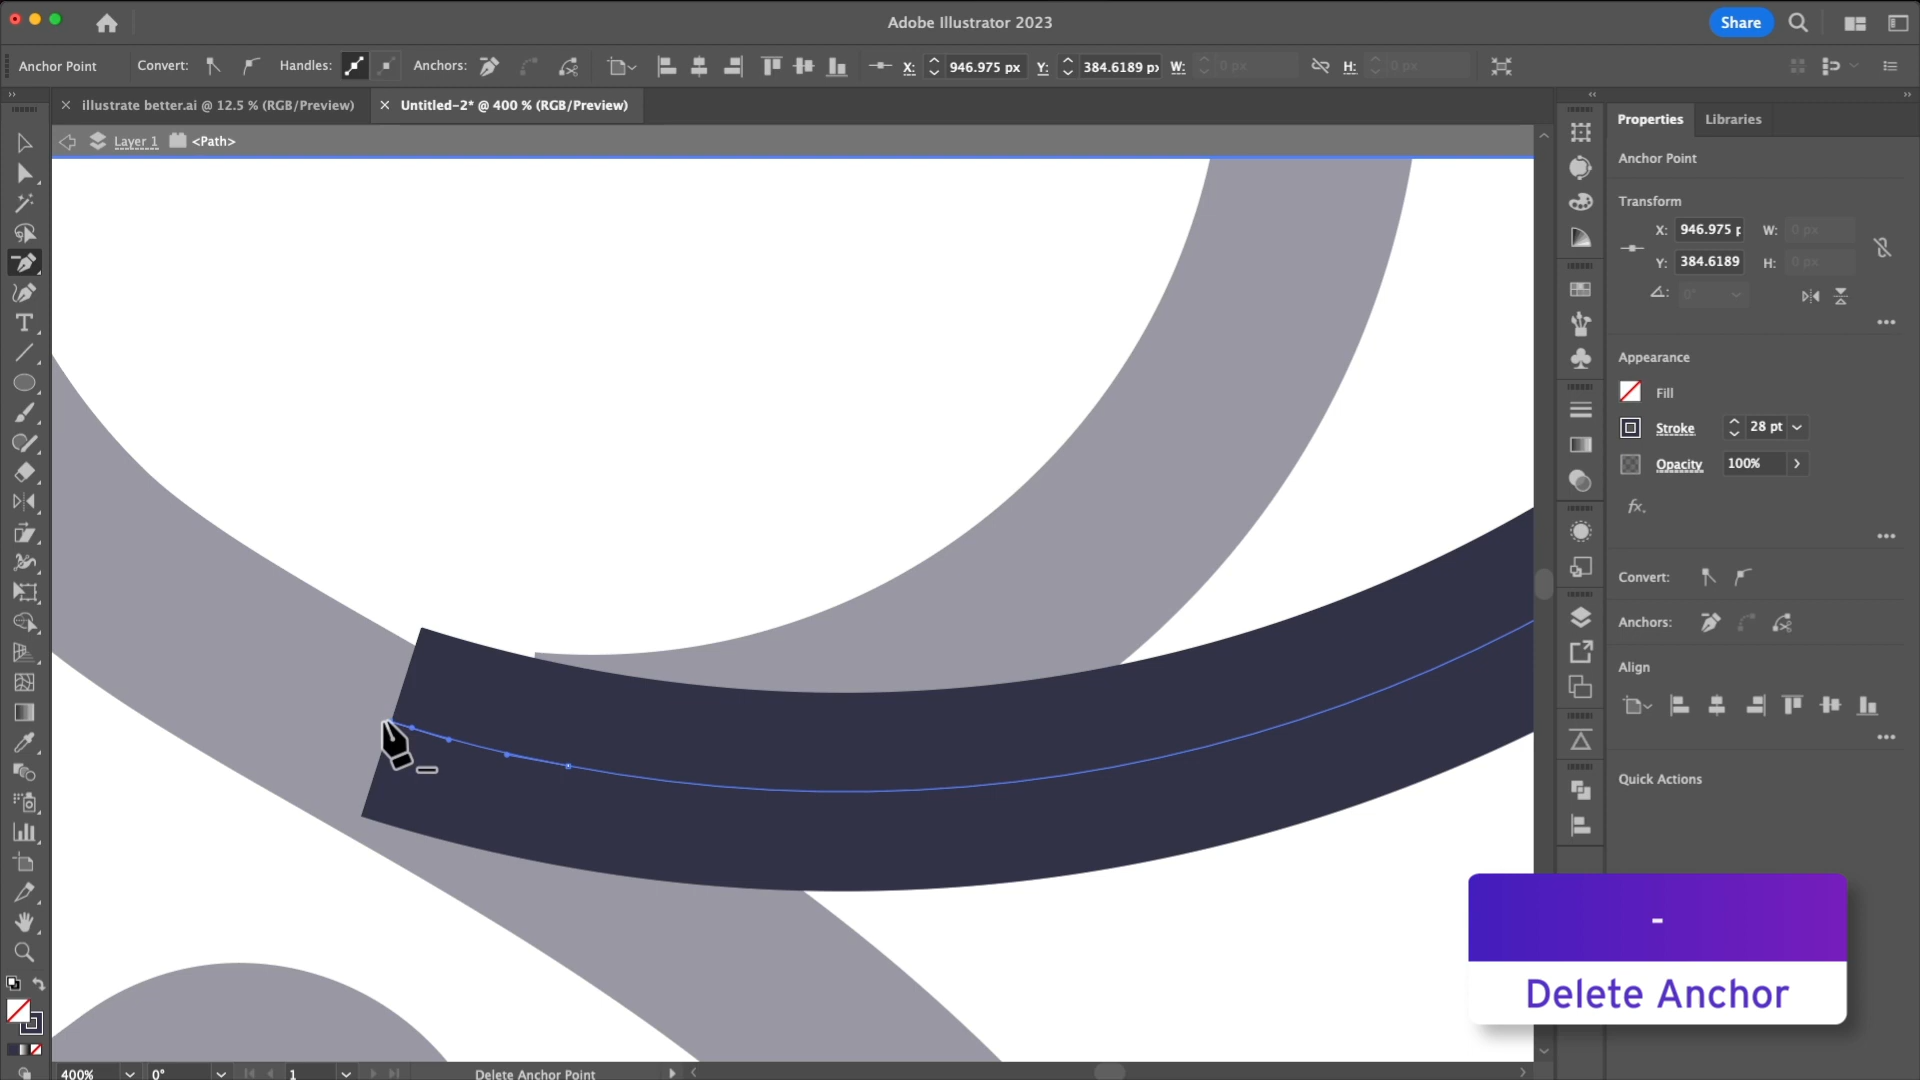 Adobe Illustrator 2023
Share
Anchor Point
Convert:
Handles:
Anchors:
X:
946.975 px
Y:
384.6189 px
W:
0 px
H:
0 px
illustrate better.ai @ 12.5 % (RGB/Preview)
Untitled-2* @ 400 % (RGB/Preview)
Layer 1
<Path>
Properties
Libraries
Anchor Point
Transform
X:
946.975 p
W:
0 px
Y:
384.6189
H:
0 px
0°
Appearance
Fill
Stroke
28 pt
Opacity
100%
fx.
Convert:
Anchors:
Align
Quick Actions
-
Delete Anchor
400%
0°
1
Delete Anchor Point